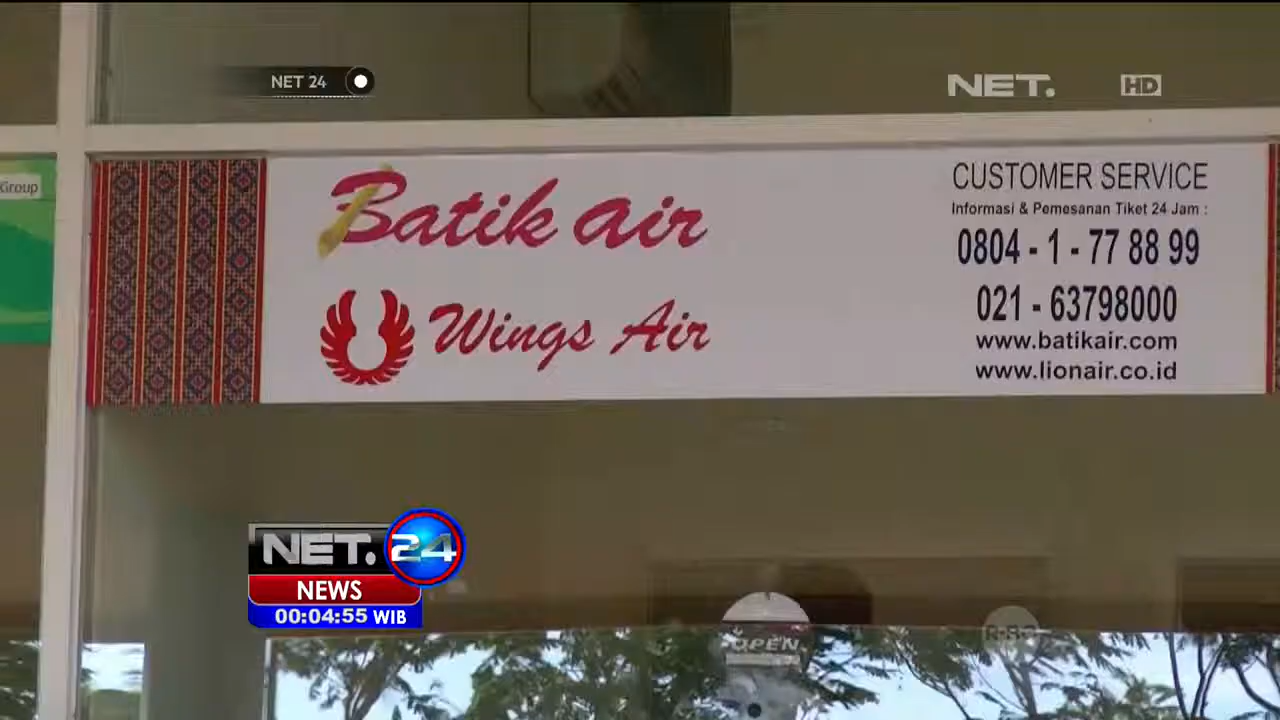 NET 24
NET.
HD
Group
Batik air
Wings Air
CUSTOMER SERVICE
Informasi & Pemesanan Tiket 24 Jam :
0804 - 1 - 77 88 99
021 - 63798000
www.batikair.com
www.lionair.co.id
NET. 24
NEWS
00:04:55 WIB
OPEN